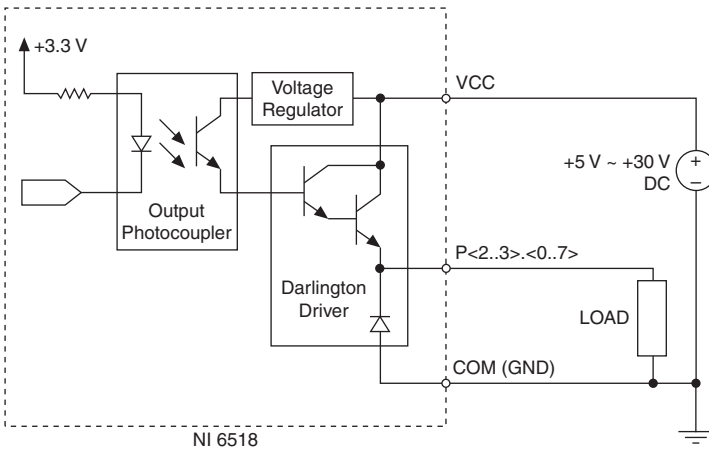 +3.3 V
Voltage
Regulator
VCC
+5 V ~ +30 V
DC
+
−
Output
Photocoupler
P<2..3>.<0..7>
Darlington
Driver
LOAD
COM (GND)
NI 6518